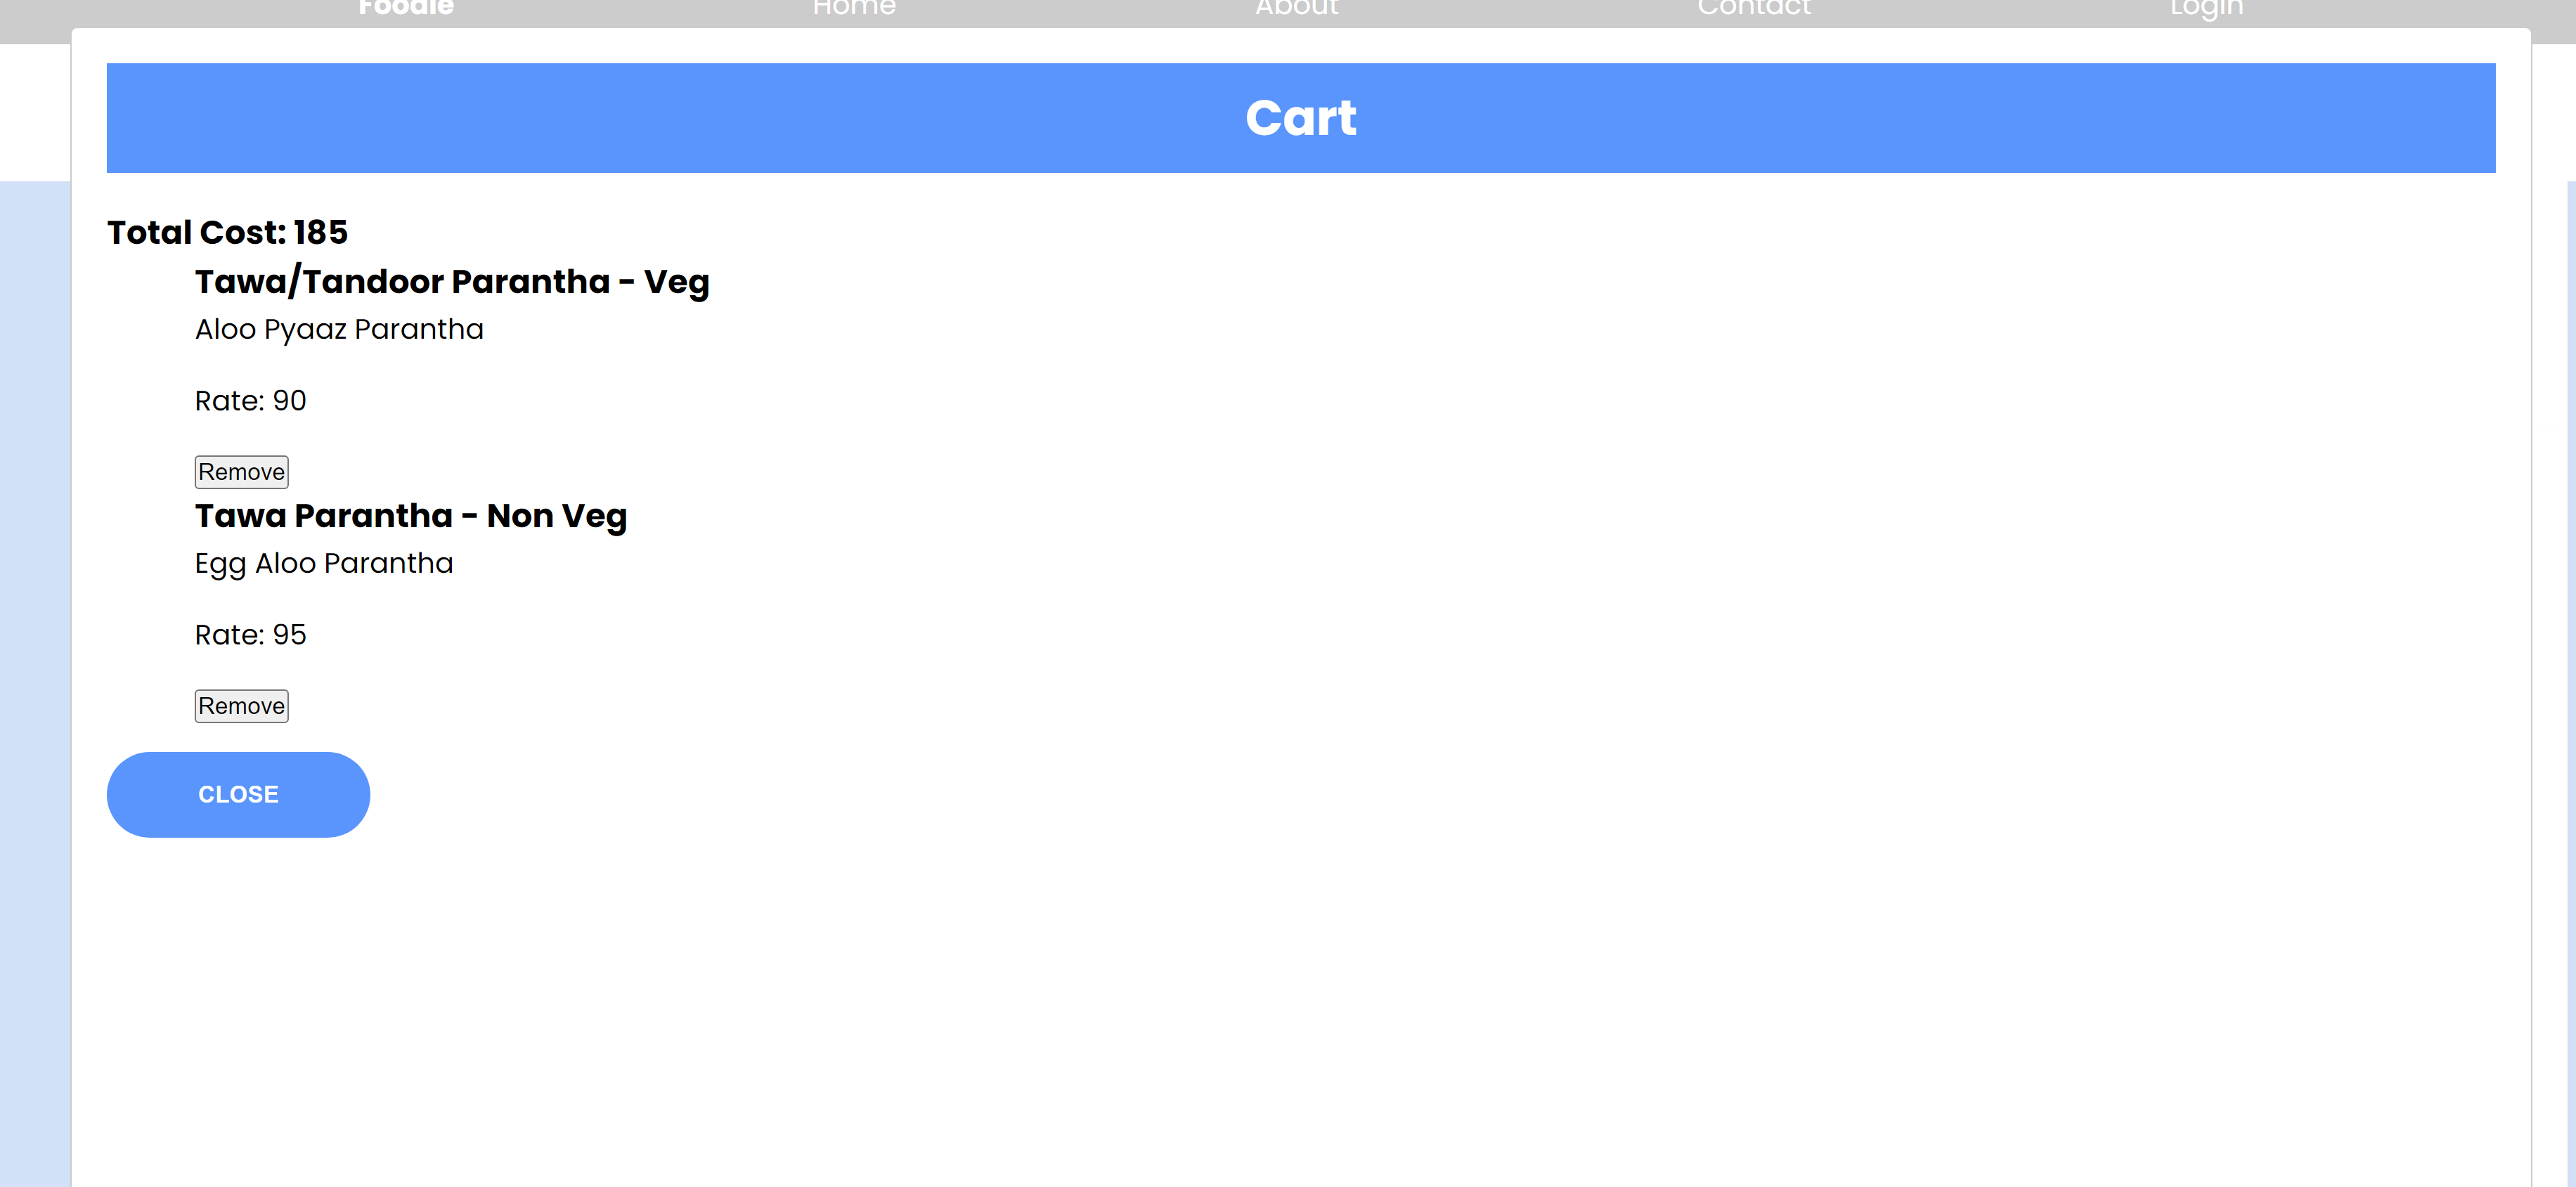 Foodie Home About Contact Login
Cart
Total Cost: 185
Tawa/Tandoor Parantha - Veg
Aloo Pyaaz Parantha
Rate: 90
Remove
Tawa Parantha - Non Veg
Egg Aloo Parantha
Rate: 95
Remove
CLOSE